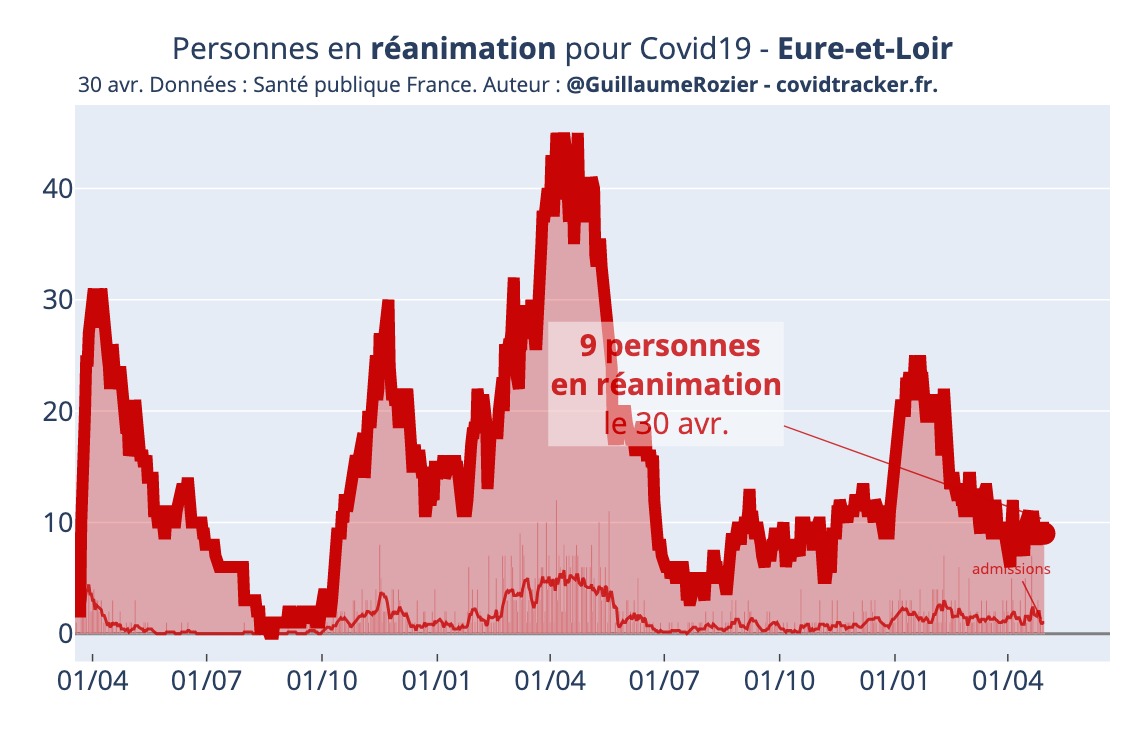 Personnes en réanimation pour Covid19 - Eure-et-Loir
30 avr. Données : Santé publique France. Auteur : @GuillaumeRozier - covidtracker.fr.
40
30
20
10
0
9 personnes
en réanimation
le 30 avr.
admissions
01/04 01/07 01/10 01/01 01/04 01/07 01/10 01/01 01/04